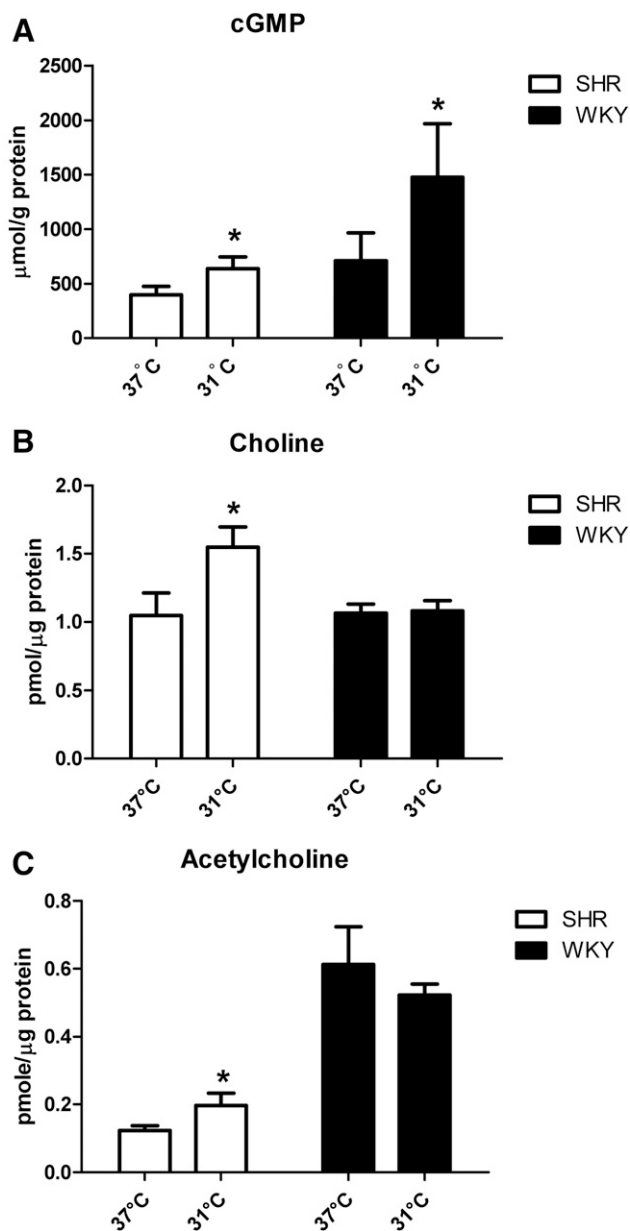 A
cGMP
2500
2000
1500
1000
500
0
μmol/g protein
*
*
37°C
31°C
37°C
31°C
SHR
WKY
B
Choline
2.0
1.5
1.0
0.5
0.0
pmol/μg protein
*
37°C
31°C
37°C
31°C
SHR
WKY
C
Acetylcholine
0.8
0.6
0.4
0.2
0.0
pmole/μg protein
*
37°C
31°C
37°C
31°C
SHR
WKY